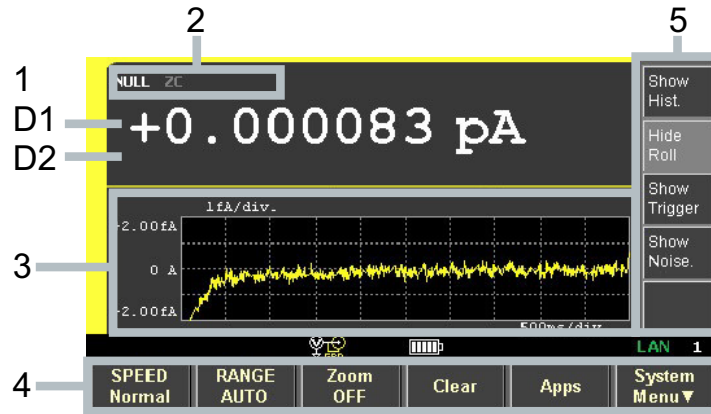 2
5
1
D1
D2
3
4
NULL ZC
+0.000083 pA
1fA/div.
-2.00fA
0 A
-2.00fA
500ms/div
Show
Hist.
Hide
Roll
Show
Trigger
Show
Noise.
LAN 1
SPEED
Normal
RANGE
AUTO
Zoom
OFF
Clear
Apps
System
Menu▼